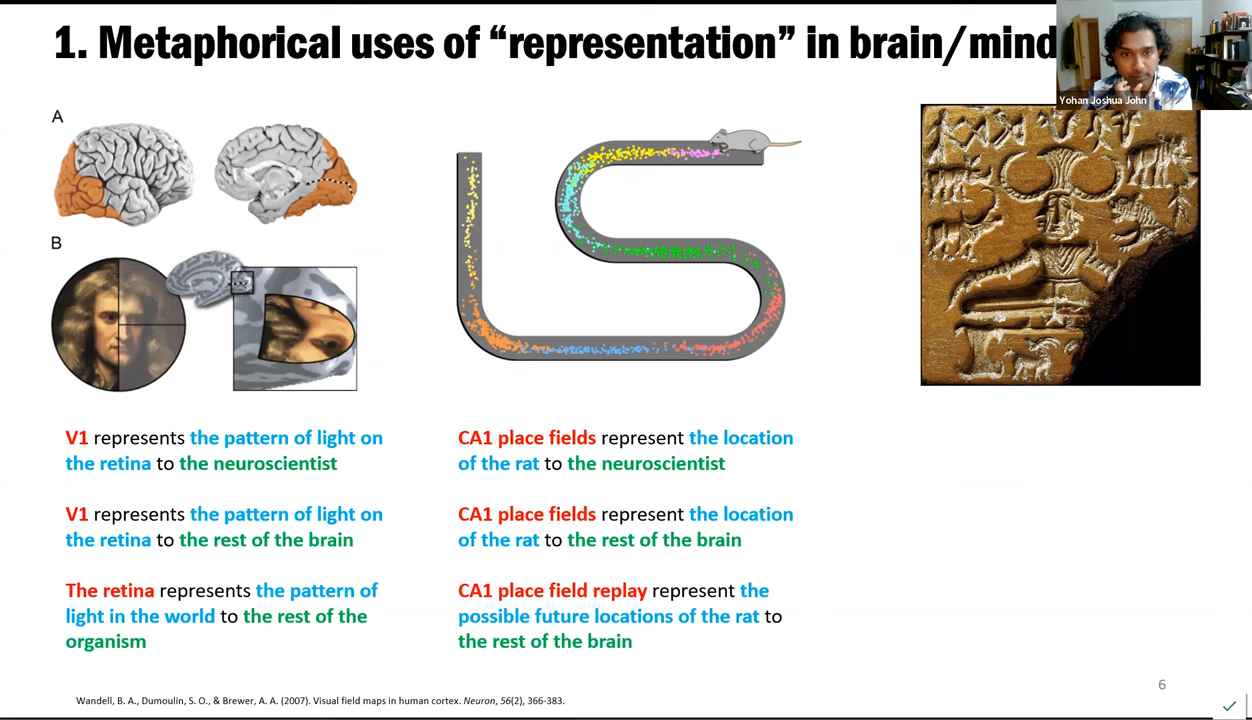 1. Metaphorical uses of “representation” in brain/mind
Yohan Joshua John
A
B
V1 represents the pattern of light on
the retina to the neuroscientist
V1 represents the pattern of light on
the retina to the rest of the brain
The retina represents the pattern of
light in the world to the rest of the
organism
CA1 place fields represent the location
of the rat to the neuroscientist
CA1 place fields represent the location
of the rat to the rest of the brain
CA1 place field replay represent the
possible future locations of the rat to
the rest of the brain
Wandell, B. A., Dumoulin, S. O., & Brewer, A. A. (2007). Visual field maps in human cortex. Neuron, 56(2), 366-383.
6